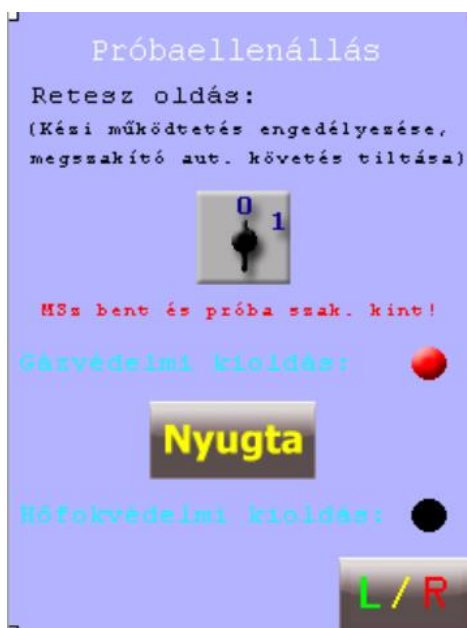 Próbaellenállás
Retesz oldás:
(Kézi működtetés engedélyezése,
megszakító aut. követés tiltása)
0
1
MSz bent és próba szak. kint!
Gázvédelmi kioldás:
Nyugta
Hőfokvédelmi kioldás:
L/R